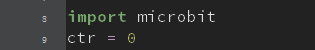 8 import microbit
9 ctr = 0